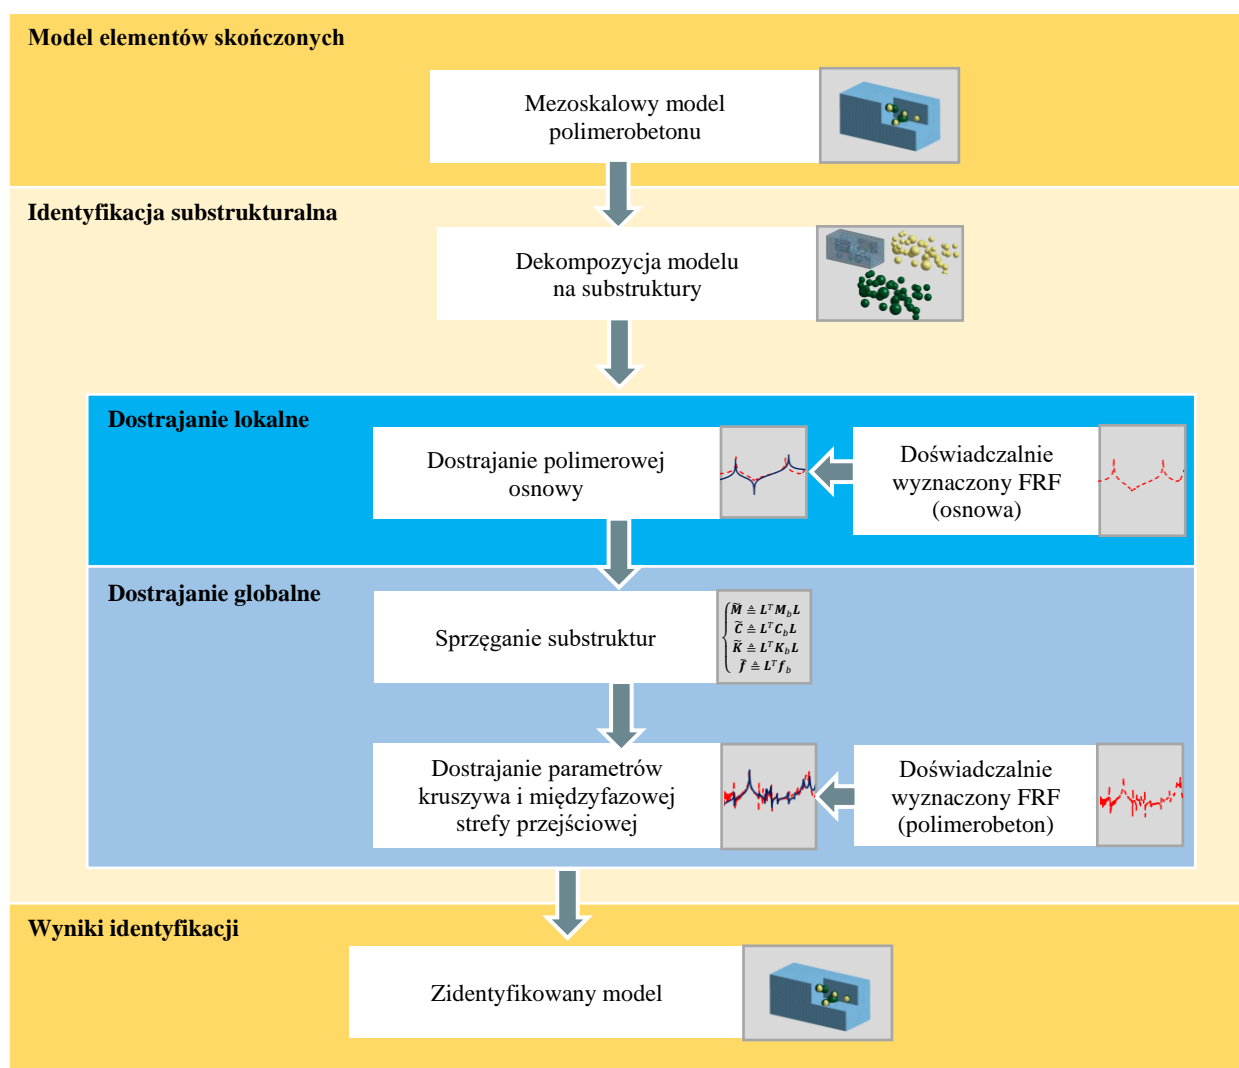 Model elementów skończonych
Mezoskalowy model
polimerobetonu
Identyfikacja substrukturalna
Dekompozycja modelu
na substruktury
Dostrajanie lokalne
Dostrajanie polimerowej
osnowy
Doświadczalnie
wyznaczony FRF
(osnowa)
Dostrajanie globalne
Sprzęganie substruktur
M̃ ≜ LᵀM_bL
C̃ ≜ LᵀC_bL
K̃ ≜ LᵀK_bL
f̃ ≜ Lᵀf_b
Dostrajanie parametrów
kruszywa i międzyfazowej
strefy przejściowej
Doświadczalnie
wyznaczony FRF
(polimerobeton)
Wyniki identyfikacji
Zidentyfikowany model